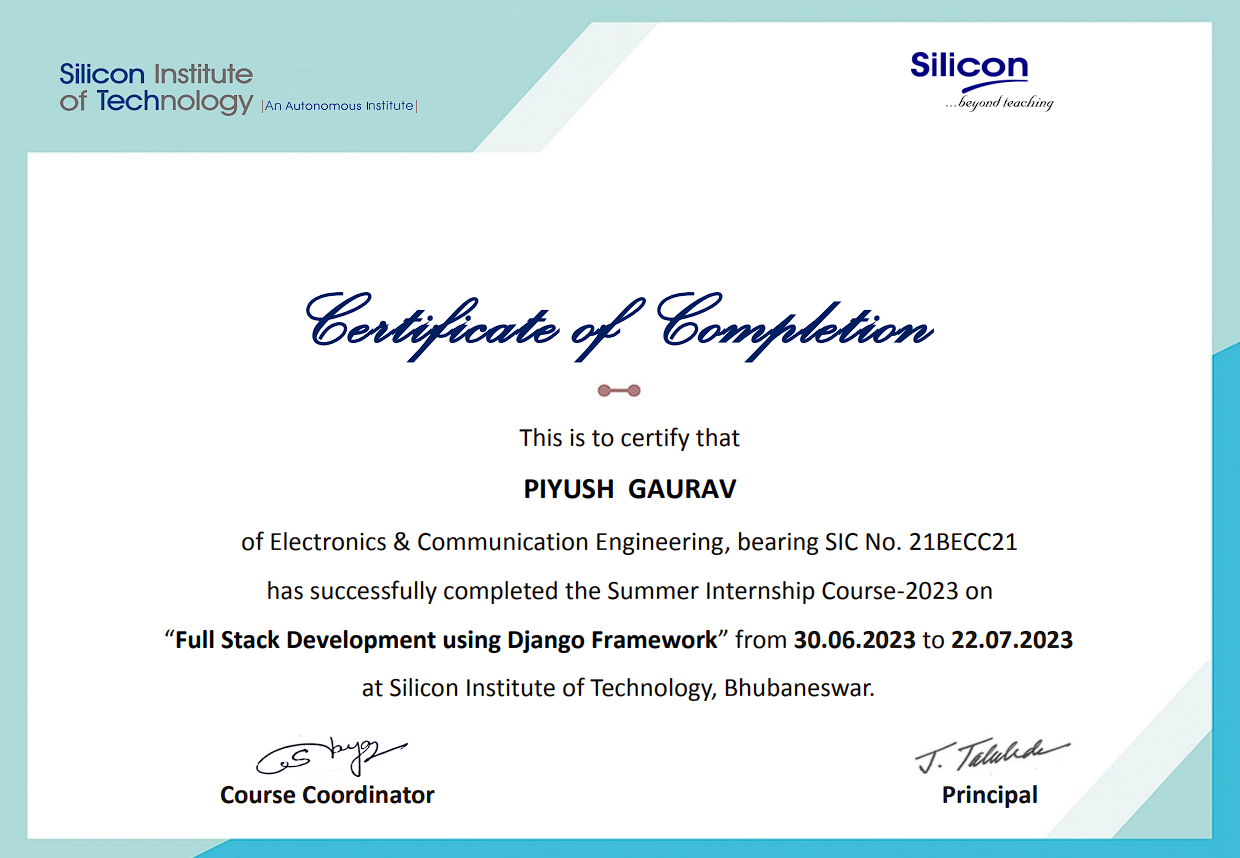 Silicon Institute
of Technology |An Autonomous Institute|
Silicon
...beyond teaching
Certificate of Completion
This is to certify that
PIYUSH GAURAV
of Electronics & Communication Engineering, bearing SIC No. 21BECC21
has successfully completed the Summer Internship Course-2023 on
“Full Stack Development using Django Framework” from 30.06.2023 to 22.07.2023
at Silicon Institute of Technology, Bhubaneswar.
Course Coordinator
Principal